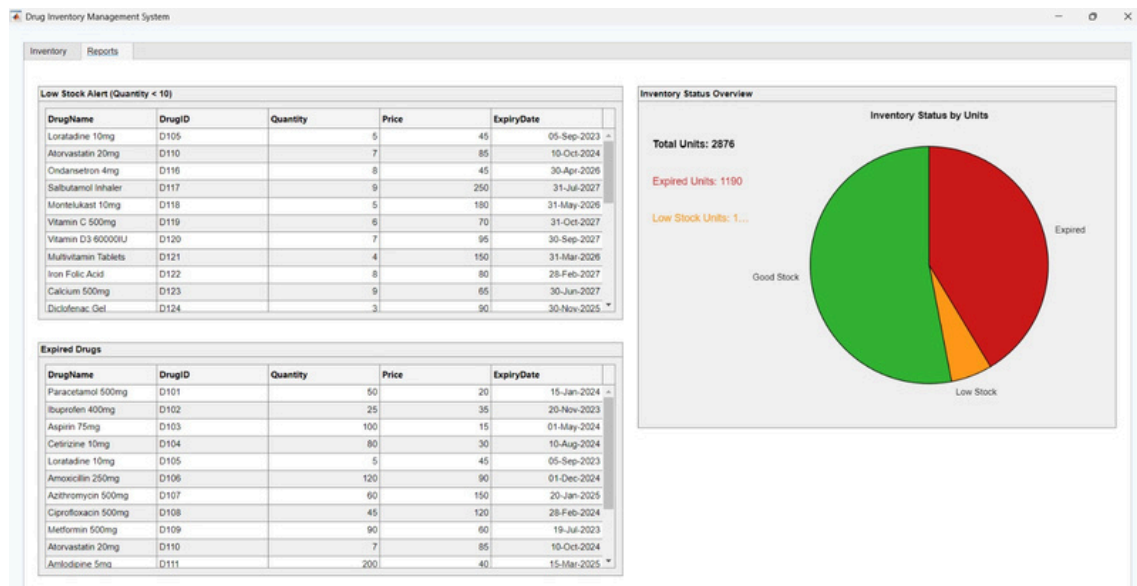 Drug Inventory Management System
Inventory Reports
Low Stock Alert (Quantity < 10)
DrugName DrugID Quantity Price ExpiryDate
Loratadine 10mg D105 5 45 05-Sep-2023
Atorvastatin 20mg D110 7 85 10-Oct-2024
Ondansetron 4mg D116 8 45 30-Apr-2026
Salbutamol Inhaler D117 9 250 31-Jul-2027
Montelukast 10mg D118 5 180 31-May-2026
Vitamin C 500mg D119 6 70 31-Oct-2027
Vitamin D3 60000IU D120 7 95 30-Sep-2027
Multivitamin Tablets D121 4 150 31-Mar-2026
Iron Folic Acid D122 8 80 28-Feb-2027
Calcium 500mg D123 9 65 30-Jun-2027
Diclofenac Gel D124 3 90 30-Nov-2025
Expired Drugs
DrugName DrugID Quantity Price ExpiryDate
Paracetamol 500mg D101 50 20 15-Jan-2024
Ibuprofen 400mg D102 25 35 20-Nov-2023
Aspirin 75mg D103 100 15 01-May-2024
Cetirizine 10mg D104 80 30 10-Aug-2024
Loratadine 10mg D105 5 45 05-Sep-2023
Amoxicillin 250mg D106 120 90 01-Dec-2024
Azithromycin 500mg D107 60 150 20-Jan-2025
Ciprofloxacin 500mg D108 45 120 28-Feb-2024
Metformin 500mg D109 90 60 19-Jul-2023
Atorvastatin 20mg D110 7 85 10-Oct-2024
Amlodipine 5mg D111 200 40 15-Mar-2025
Inventory Status Overview
Inventory Status by Units
Total Units: 2876
Expired Units: 1190
Low Stock Units: 1...
Expired
Good Stock
Low Stock